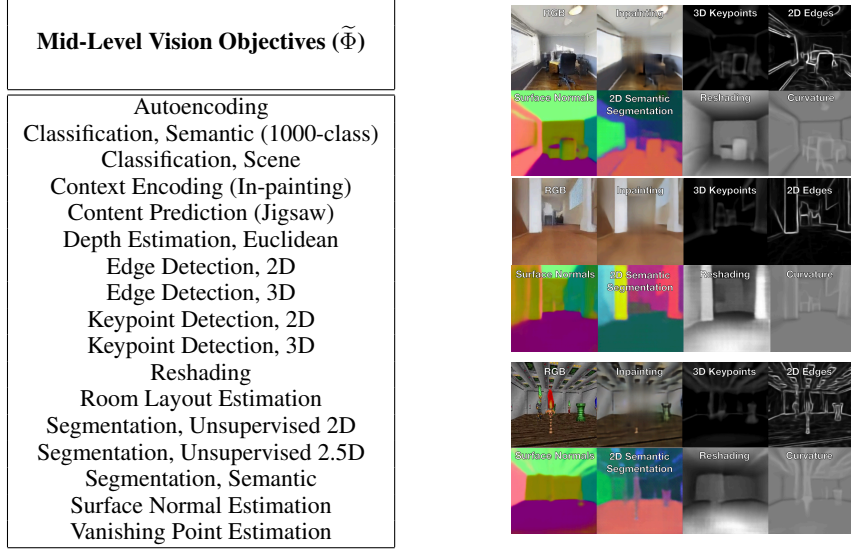 Mid-Level Vision Objectives (Φ̃)
Autoencoding
Classification, Semantic (1000-class)
Classification, Scene
Context Encoding (In-painting)
Content Prediction (Jigsaw)
Depth Estimation, Euclidean
Edge Detection, 2D
Edge Detection, 3D
Keypoint Detection, 2D
Keypoint Detection, 3D
Reshading
Room Layout Estimation
Segmentation, Unsupervised 2D
Segmentation, Unsupervised 2.5D
Segmentation, Semantic
Surface Normal Estimation
Vanishing Point Estimation
RGB Inpainting 3D Keypoints 2D Edges
Surface Normals 2D Semantic Reshading Curvature
Segmentation
RGB Inpainting 3D Keypoints 2D Edges
Surface Normals 2D Semantic Reshading Curvature
Segmentation
RGB Inpainting 3D Keypoints 2D Edges
Surface Normals 2D Semantic Reshading Curvature
Segmentation